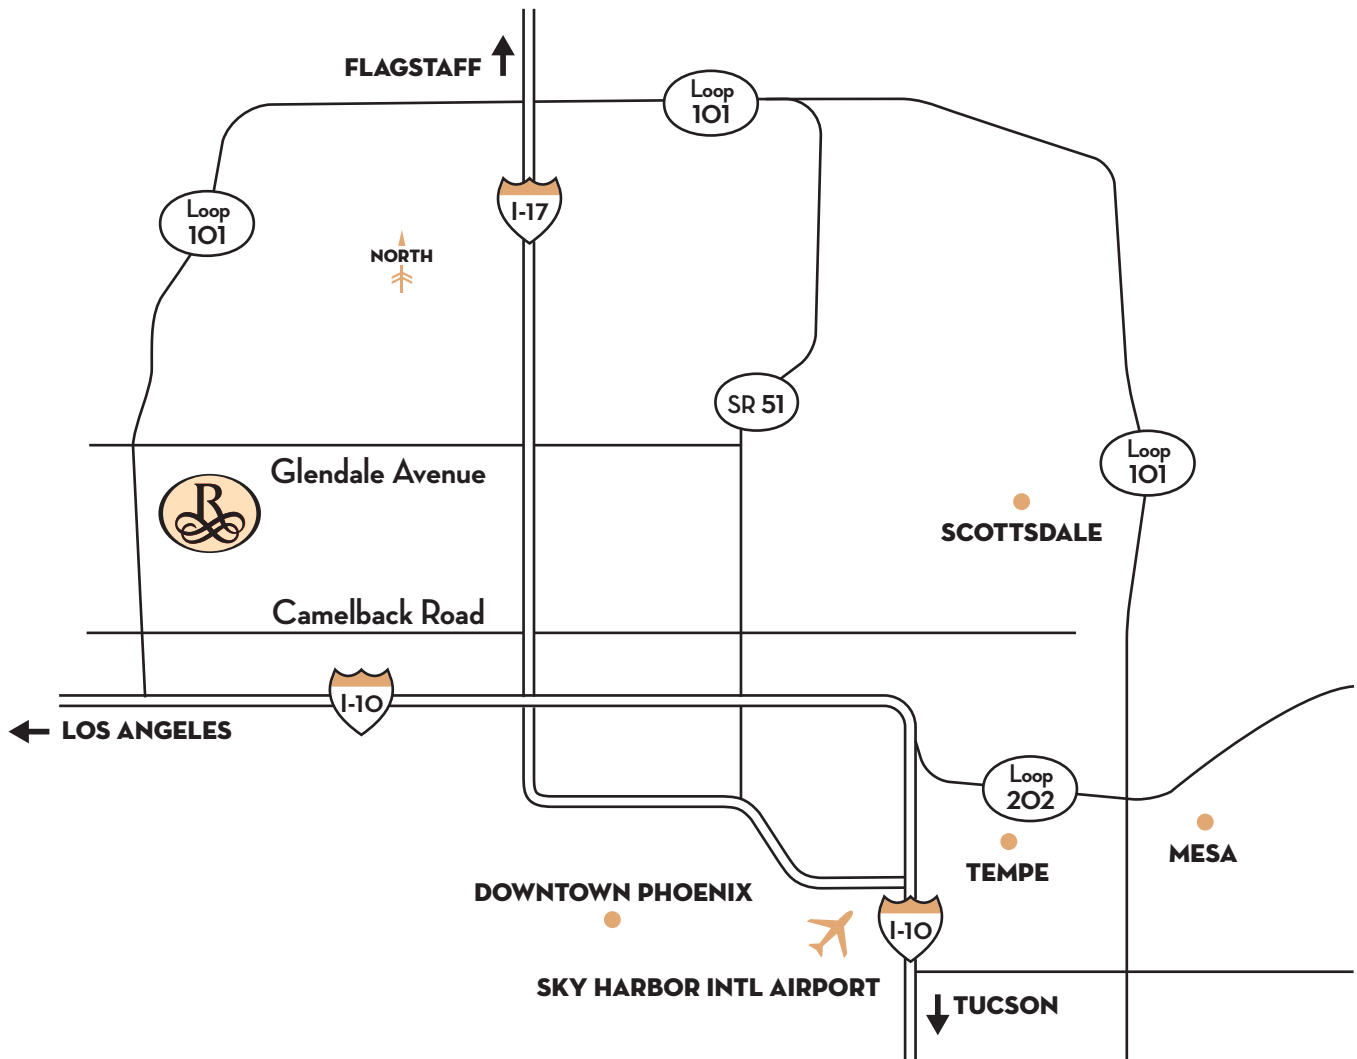 FLAGSTAFF
Loop
101
Loop
101
I-17
NORTH
SR 51
Glendale Avenue
R
Loop
101
SCOTTSDALE
Camelback Road
I-10
LOS ANGELES
Loop
202
MESA
TEMPE
DOWNTOWN PHOENIX
I-10
SKY HARBOR INTL AIRPORT
TUCSON